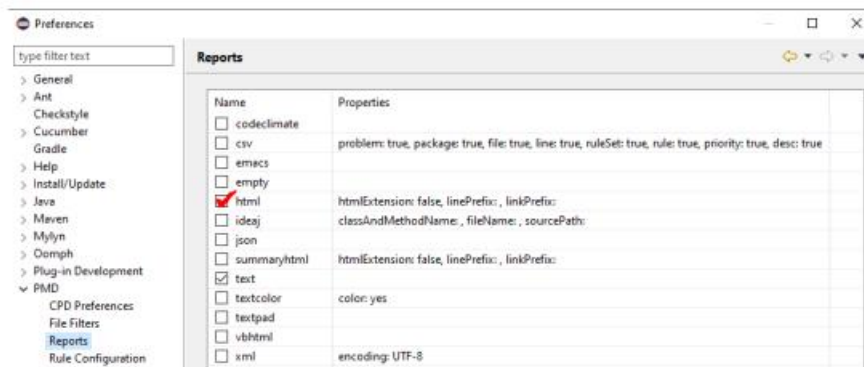 Preferences
type filter text
Reports
General
Ant
Checkstyle
Cucumber
Gradle
Help
Install/Update
Java
Maven
Mylyn
Oomph
Plug-in Development
PMD
CPD Preferences
File Filters
Reports
Rule Configuration
Name Properties
codeclimate
csv problem: true, package: true, file: true, line: true, ruleSet: true, rule: true, priority: true, desc: true
emacs
empty
html htmlExtension: false, linePrefix: , linkPrefix:
ideaj classAndMethodName: , fileName: , sourcePath:
json
summaryhtml htmlExtension: false, linePrefix: , linkPrefix:
text
textcolor color: yes
textpad
vbhtml
xml encoding: UTF-8